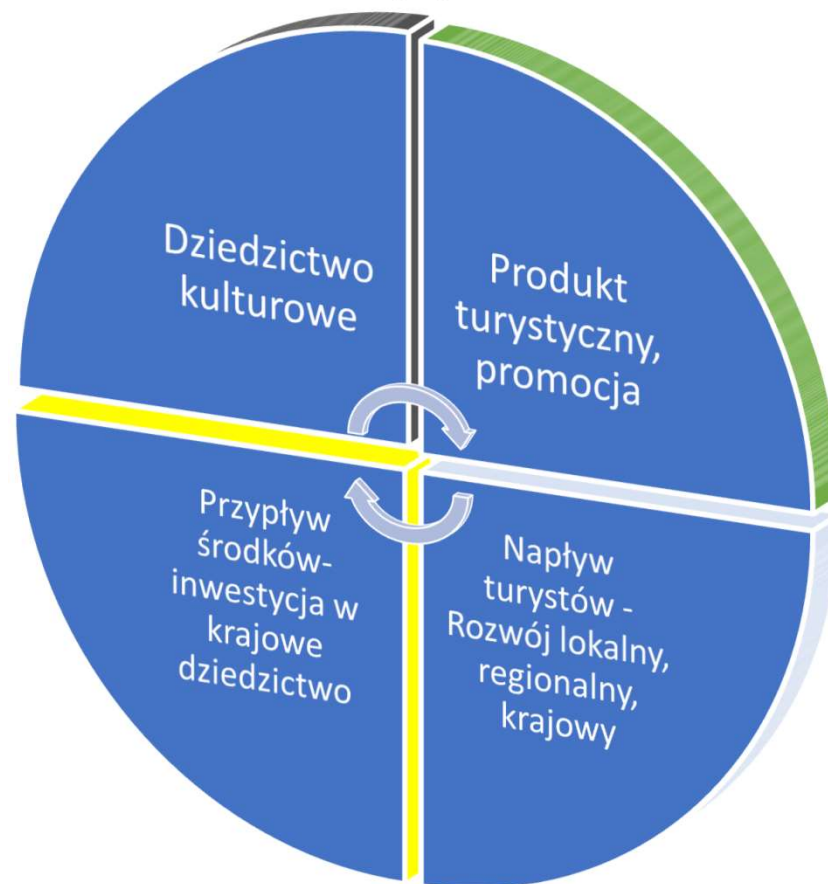 Dziedzictwo
kulturowe
Produkt
turystyczny,
promocja
Napływ
turystów -
Rozwój lokalny,
regionalny,
krajowy
Przypływ
środków-
inwestycja w
krajowe
dziedzictwo